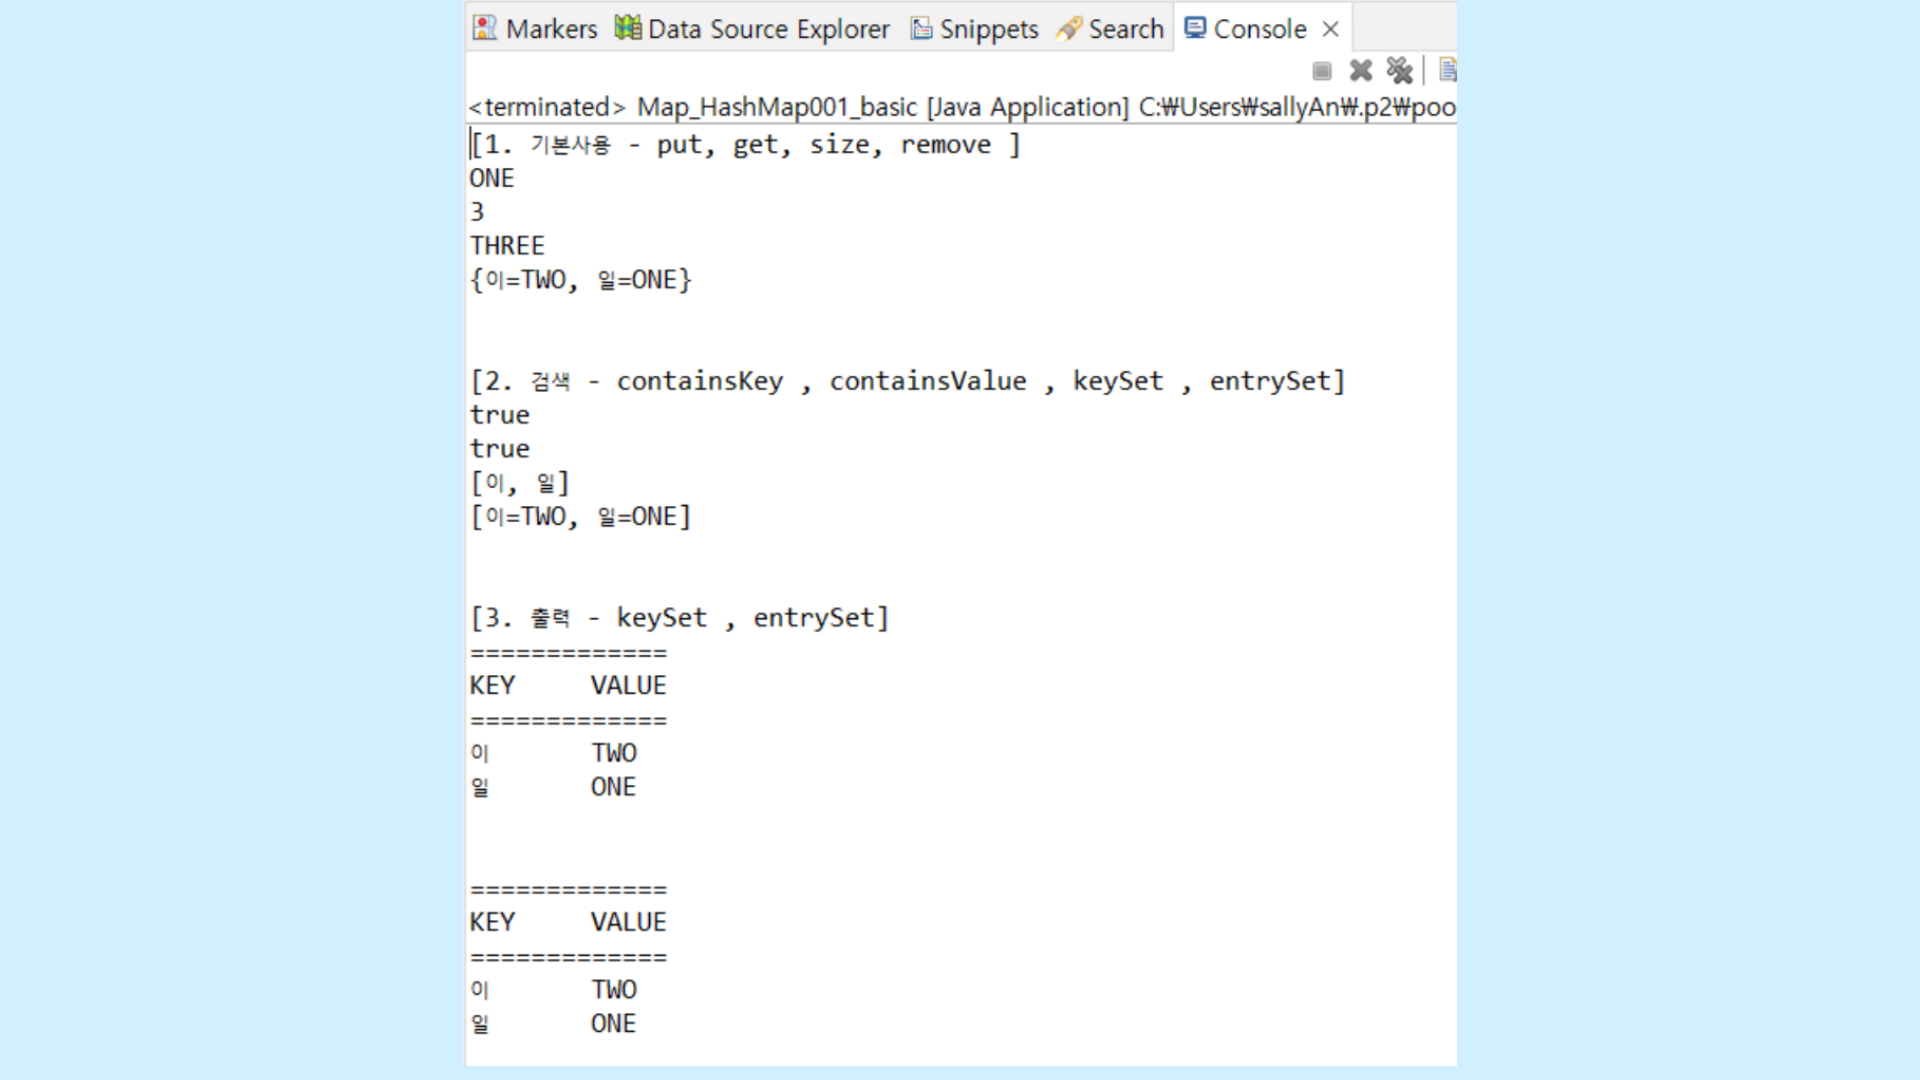 Markers Data Source Explorer Snippets Search Console
<terminated> Map_HashMap001_basic [Java Application] C:₩Users₩sallyAn₩.p2₩poo
[1. 기본사용 - put, get, size, remove ]
ONE
3
THREE
{이=TWO, 일=ONE}
[2. 검색 - containsKey , containsValue , keySet , entrySet]
true
true
[이, 일]
[이=TWO, 일=ONE]
[3. 출력 - keySet , entrySet]
=============
KEY VALUE
=============
이 TWO
일 ONE
=============
KEY VALUE
=============
이 TWO
일 ONE